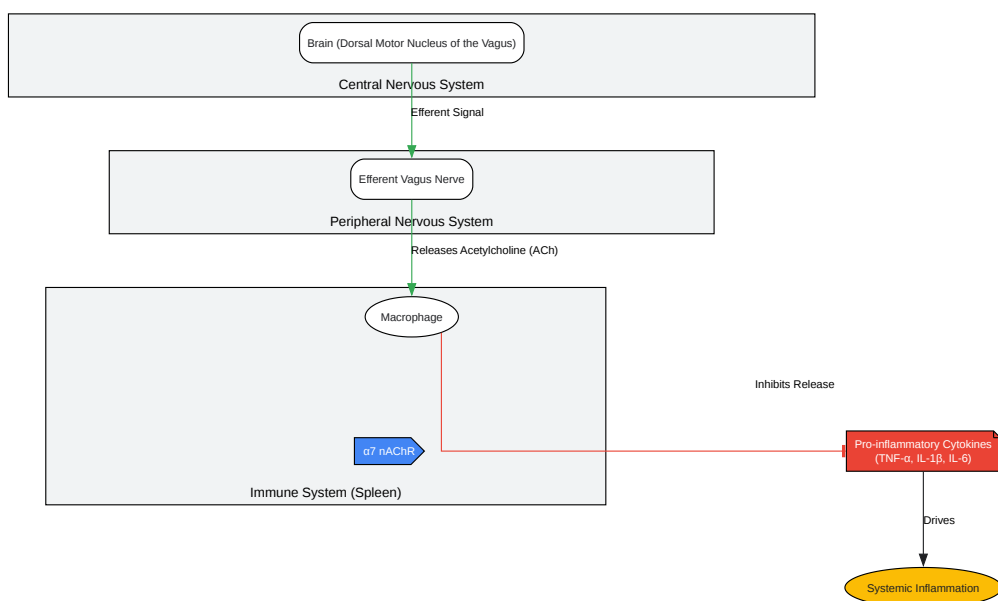 Brain (Dorsal Motor Nucleus of the Vagus)
Central Nervous System
Efferent Signal
Efferent Vagus Nerve
Peripheral Nervous System
Releases Acetylcholine (ACh)
Macrophage
Inhibits Release
α7 nAChR
Pro-inflammatory Cytokines
(TNF-α, IL-1β, IL-6)
Immune System (Spleen)
Drives
Systemic Inflammation